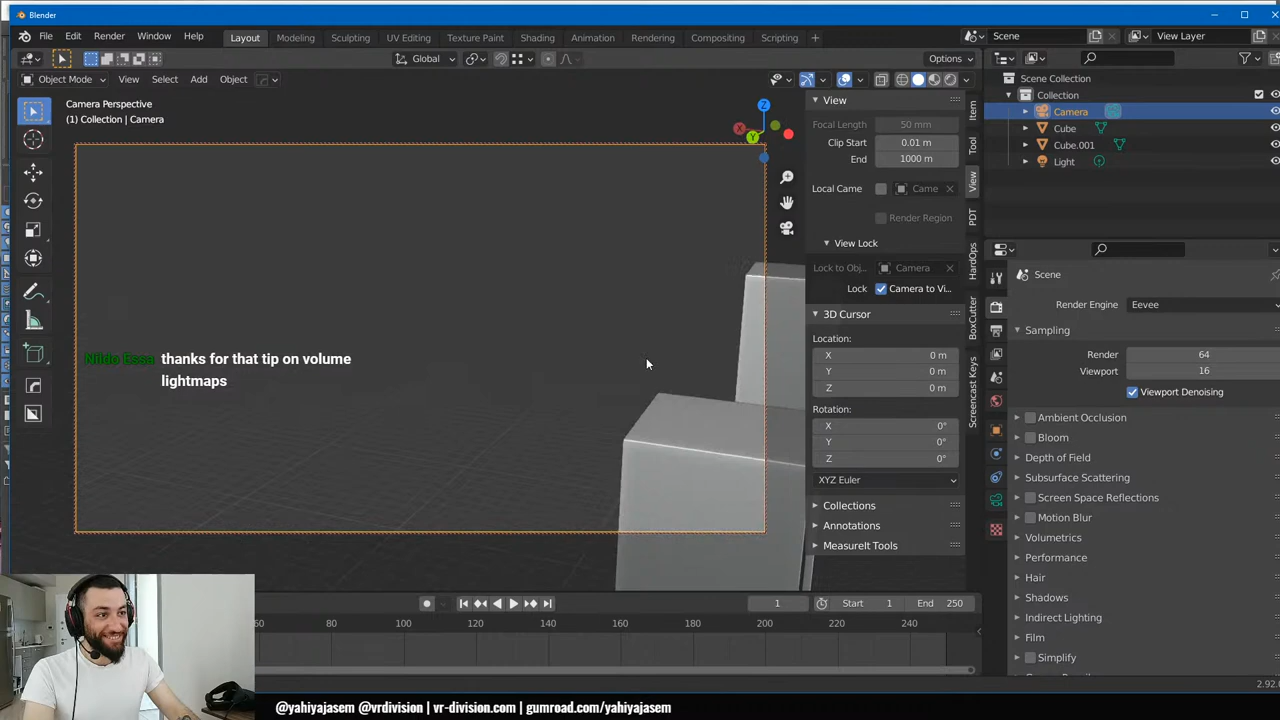 Blender
File Edit Render Window Help
Layout Modeling Sculpting UV Editing Texture Paint Shading Animation Rendering Compositing Scripting +
Scene
View Layer
Global
Options
Object Mode View Select Add Object
Camera Perspective
(1) Collection | Camera
Z
X
Y
View
Focal Length 50 mm
Clip Start 0.01 m
End 1000 m
Local Came Came
Render Region
View Lock
Lock to Obj... Camera
Lock Camera to Vi...
3D Cursor
Location:
X 0 m
Y 0 m
Z 0 m
Rotation:
X 0°
Y 0°
Z 0°
XYZ Euler
Collections
Annotations
MeasureIt Tools
Item
Tool
View
PDT
HardOps
BoxCutter
Screencast Keys
Scene Collection
Collection
Camera
Cube
Cube.001
Light
Scene
Render Engine Eevee
Sampling
Render 64
Viewport 16
Viewport Denoising
Ambient Occlusion
Bloom
Depth of Field
Subsurface Scattering
Screen Space Reflections
Motion Blur
Volumetrics
Performance
Hair
Shadows
Indirect Lighting
Film
Simplify
Nildo Essa thanks for that tip on volume
lightmaps
1 Start 1 End 250
60 80 100 120 140 160 180 200 220 240
2.92.
@yahiyajasem @vrdivision | vr-division.com | gumroad.com/yahiyajasem